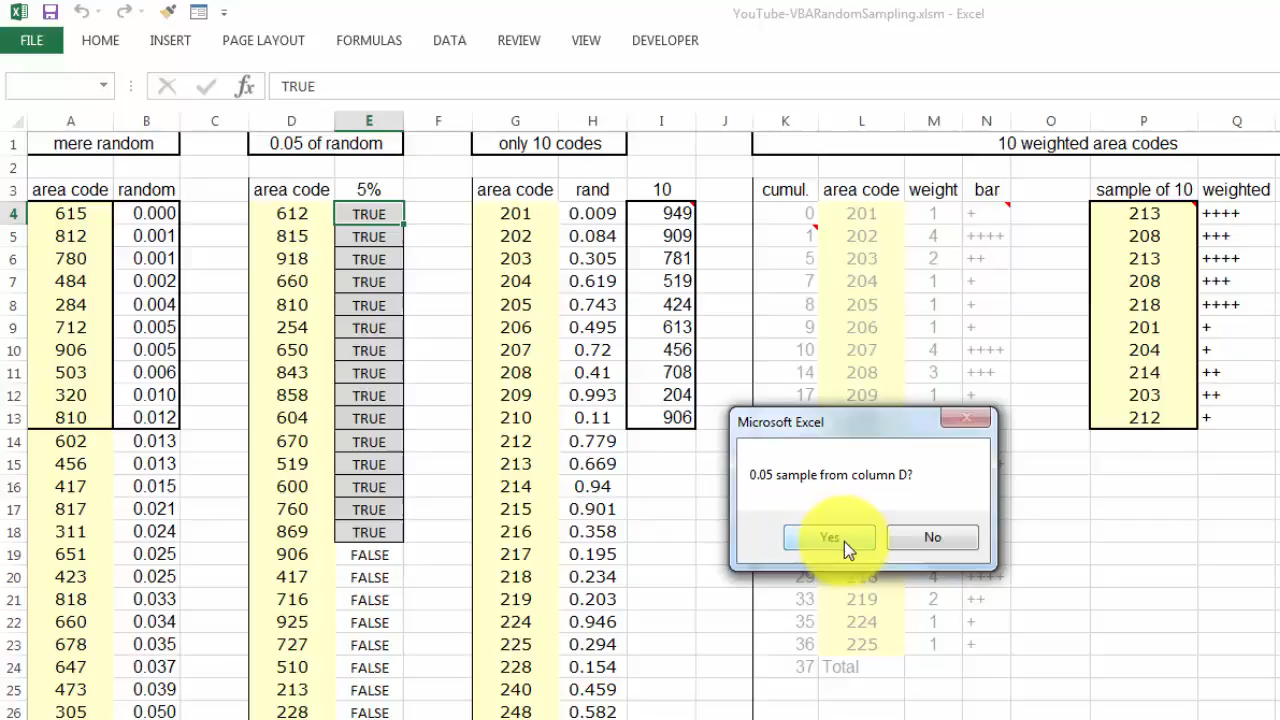 YouTube-VBARandomSampling.xlsm - Excel
FILE HOME INSERT PAGE LAYOUT FORMULAS DATA REVIEW VIEW DEVELOPER
fx TRUE
A B C D E F G H I J K L M N O P Q
1 mere random 0.05 of random only 10 codes 10 weighted area codes
2
3 area code random area code 5% area code rand 10 cumul. area code weight bar sample of 10 weighted
4 615 0.000 612 TRUE 201 0.009 949 0 201 1 + 213 ++++
5 812 0.001 815 TRUE 202 0.084 909 1 202 4 ++++ 208 +++
6 780 0.001 918 TRUE 203 0.305 781 5 203 2 ++ 213 ++++
7 484 0.002 660 TRUE 204 0.619 519 7 204 1 + 208 +++
8 284 0.004 810 TRUE 205 0.743 424 8 205 1 + 218 ++++
9 712 0.005 254 TRUE 206 0.495 613 9 206 1 + 201 +
10 906 0.005 650 TRUE 207 0.72 456 10 207 4 ++++ 204 +
11 503 0.006 843 TRUE 208 0.41 708 14 208 3 +++ 214 ++
12 320 0.010 858 TRUE 209 0.993 204 17 209 1 + 203 ++
13 810 0.012 604 TRUE 210 0.11 906 212 +
14 602 0.013 670 TRUE 212 0.779
15 456 0.013 519 TRUE 213 0.669
16 417 0.015 600 TRUE 214 0.94
17 817 0.021 760 TRUE 215 0.901
18 311 0.024 869 TRUE 216 0.358
19 651 0.025 906 FALSE 217 0.195
20 423 0.025 417 FALSE 218 0.234 29 218 4 ++++
21 818 0.033 716 FALSE 219 0.203 33 219 2 ++
22 660 0.034 925 FALSE 224 0.946 35 224 1 +
23 678 0.035 727 FALSE 225 0.294 36 225 1 +
24 647 0.037 510 FALSE 228 0.154 37 Total
25 473 0.039 213 FALSE 240 0.459
26 305 0.050 228 FALSE 248 0.582
Microsoft Excel
0.05 sample from column D?
Yes No